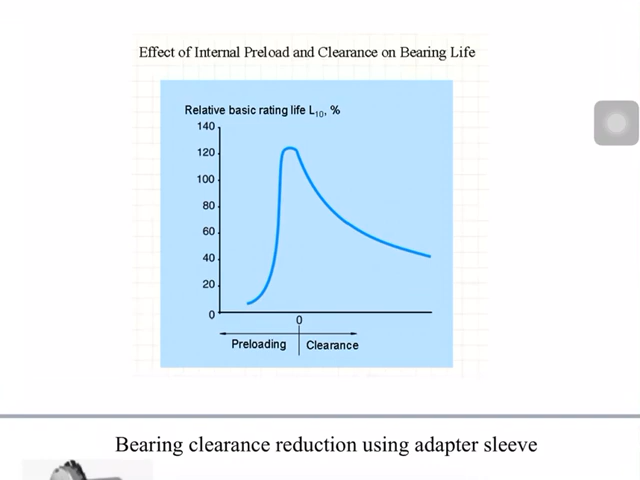 Effect of Internal Preload and Clearance on Bearing Life
Relative basic rating life L10, %
140
120
100
80
60
40
20
0
0
Preloading
Clearance
Bearing clearance reduction using adapter sleeve